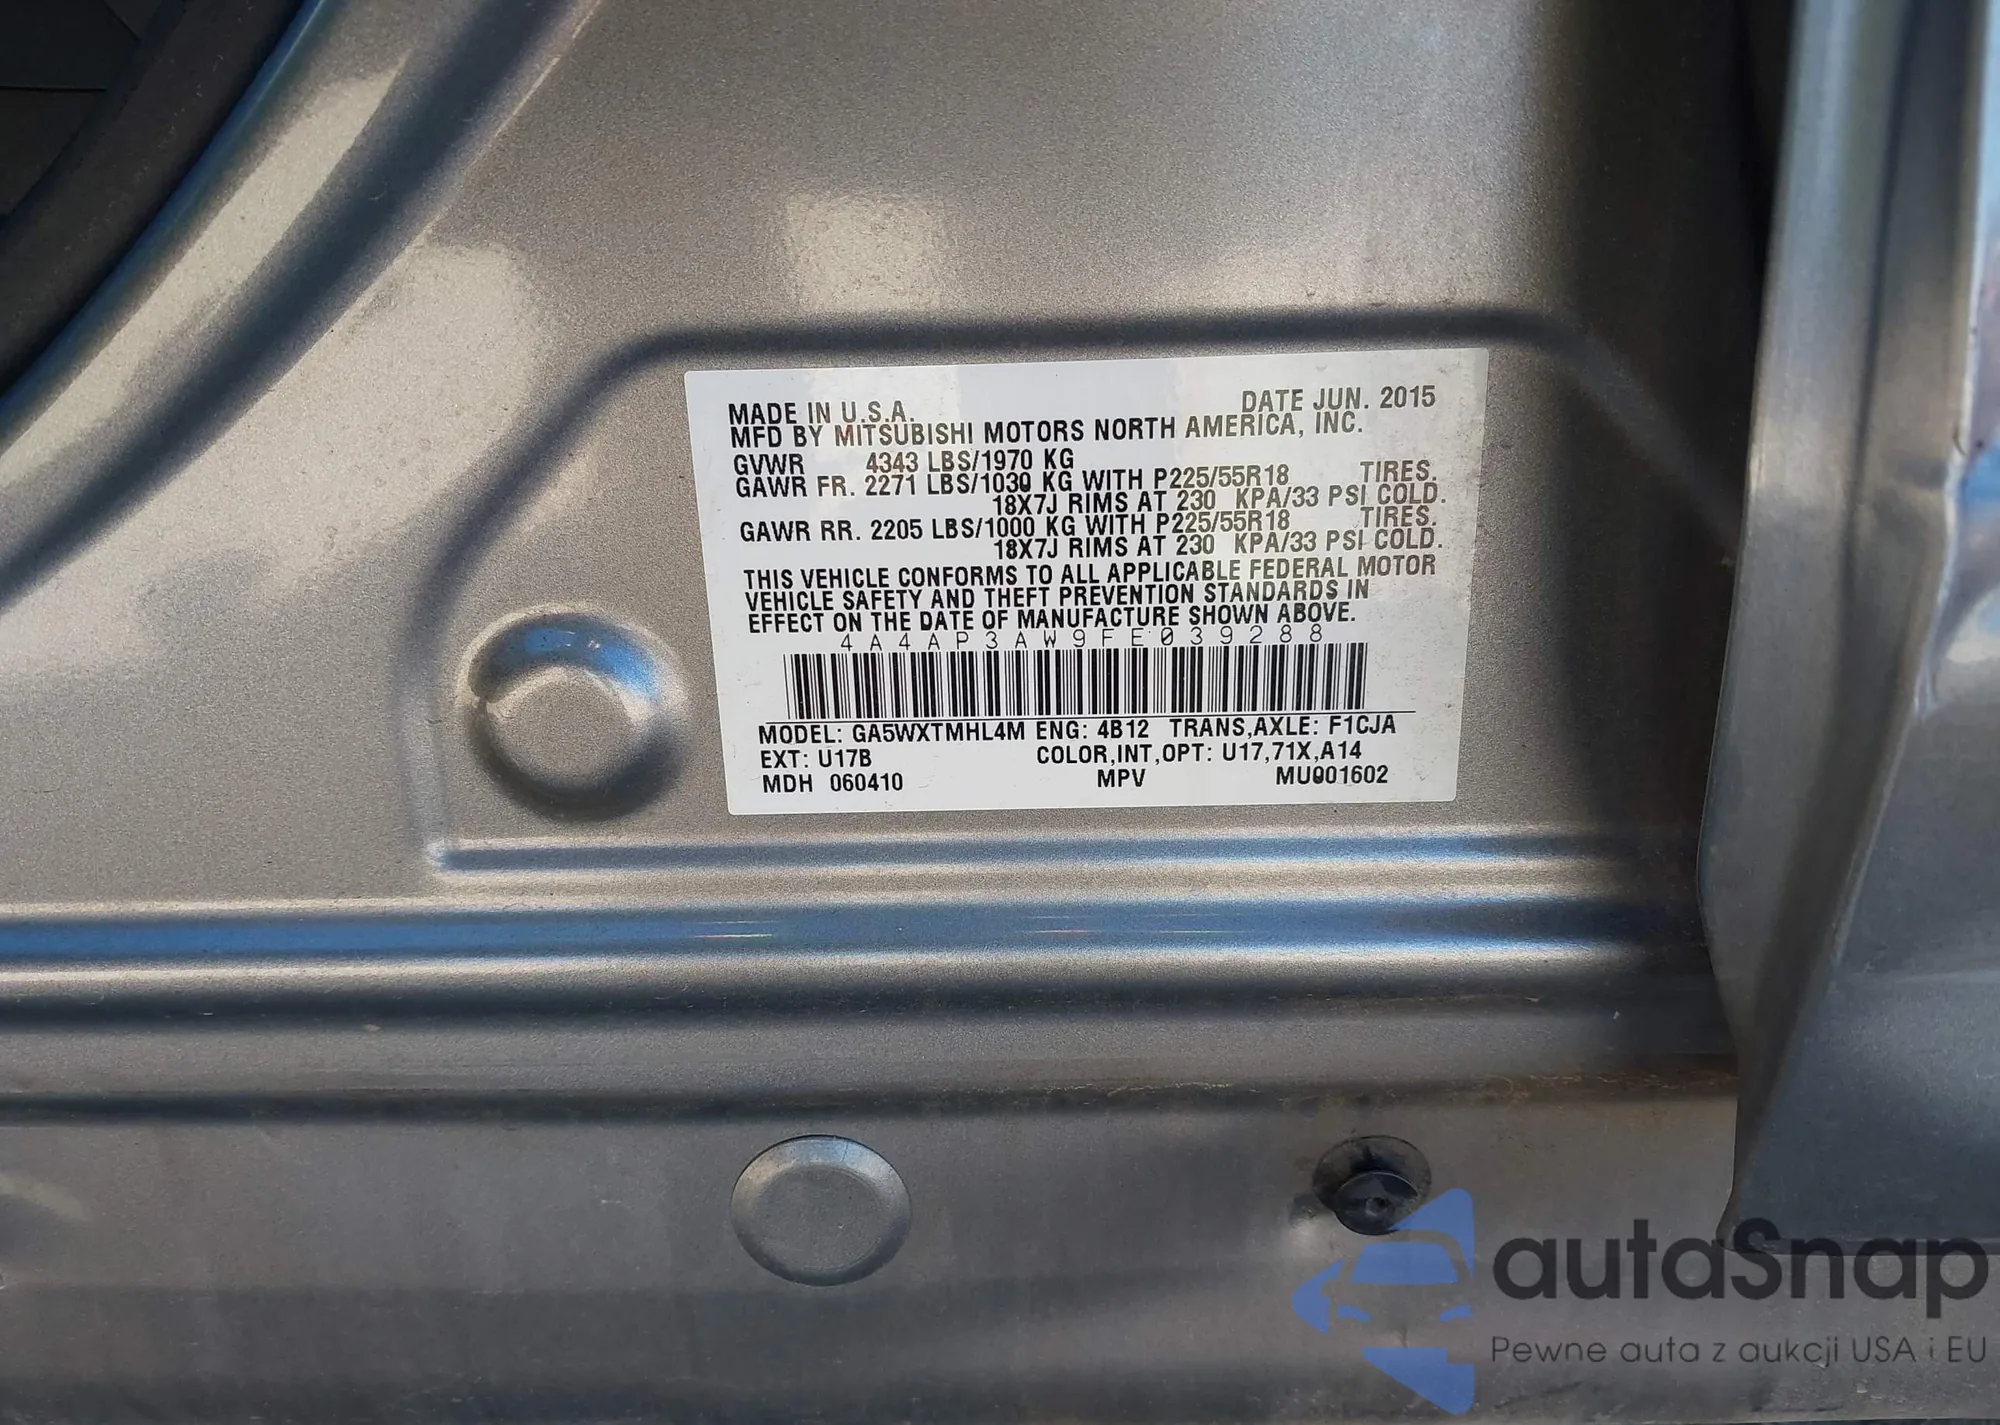 MADE IN U.S.A. DATE JUN. 2015
MFD BY MITSUBISHI MOTORS NORTH AMERICA, INC.
GVWR 4343 LBS/1970 KG
GAWR FR. 2271 LBS/1030 KG WITH P225/55R18 TIRES.
18X7J RIMS AT 230 KPA/33 PSI COLD.
GAWR RR. 2205 LBS/1000 KG WITH P225/55R18 TIRES.
18X7J RIMS AT 230 KPA/33 PSI COLD.
THIS VEHICLE CONFORMS TO ALL APPLICABLE FEDERAL MOTOR
VEHICLE SAFETY AND THEFT PREVENTION STANDARDS IN
EFFECT ON THE DATE OF MANUFACTURE SHOWN ABOVE.
4A4AP3AW9FE039288
MODEL: GA5WXTMHL4M ENG: 4B12 TRANS,AXLE: F1CJA
EXT: U17B COLOR,INT,OPT: U17,71X,A14
MDH 060410 MPV MU001602
autaSnap
Pewne auta z aukcji USA i EU